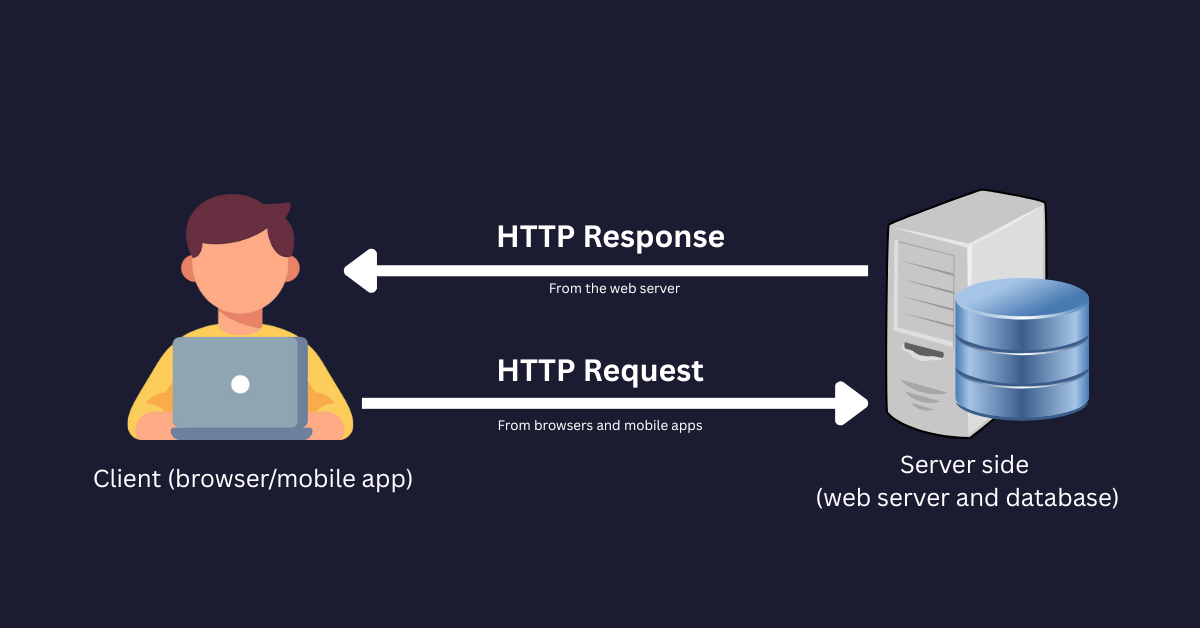 HTTP Response
From the web server
HTTP Request
From browsers and mobile apps
Client (browser/mobile app)
Server side
(web server and database)